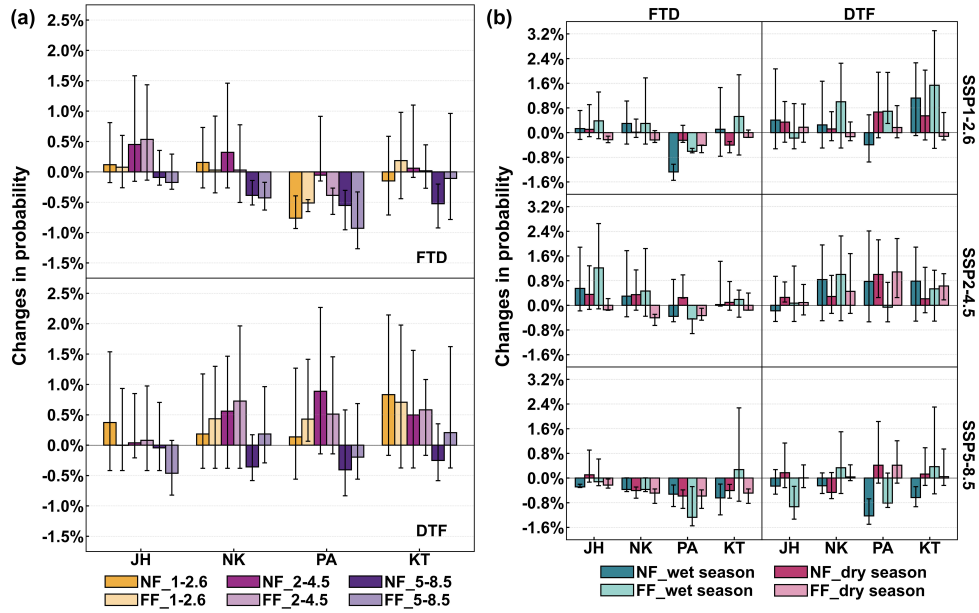 (a)
Changes in probability
2.5%
2.0%
1.5%
1.0%
0.5%
0.0%
-0.5%
-1.0%
-1.5%
FTD
2.5%
2.0%
1.5%
1.0%
0.5%
0.0%
-0.5%
-1.0%
-1.5%
DTF
JH NK PA KT
NF_1-2.6 NF_2-4.5 NF_5-8.5
FF_1-2.6 FF_2-4.5 FF_5-8.5
(b)
FTD DTF
Changes in probability
3.2%
2.4%
1.6%
0.8%
0.0%
-0.8%
-1.6%
SSP1-2.6
3.2%
2.4%
1.6%
0.8%
0.0%
-0.8%
-1.6%
SSP2-4.5
3.2%
2.4%
1.6%
0.8%
0.0%
-0.8%
-1.6%
SSP5-8.5
JH NK PA KT JH NK PA KT
NF_wet season NF_dry season
FF_wet season FF_dry season